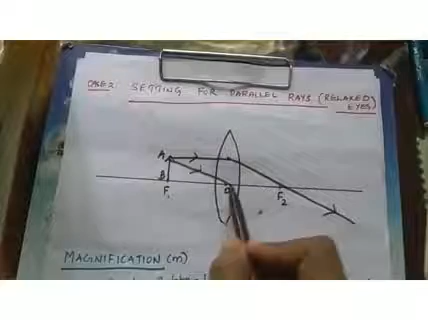 CASE 2: SETTING FOR PARALLEL RAYS (RELAXED
EYES)
A
B
F₁
F₂
MAGNIFICATION (m)